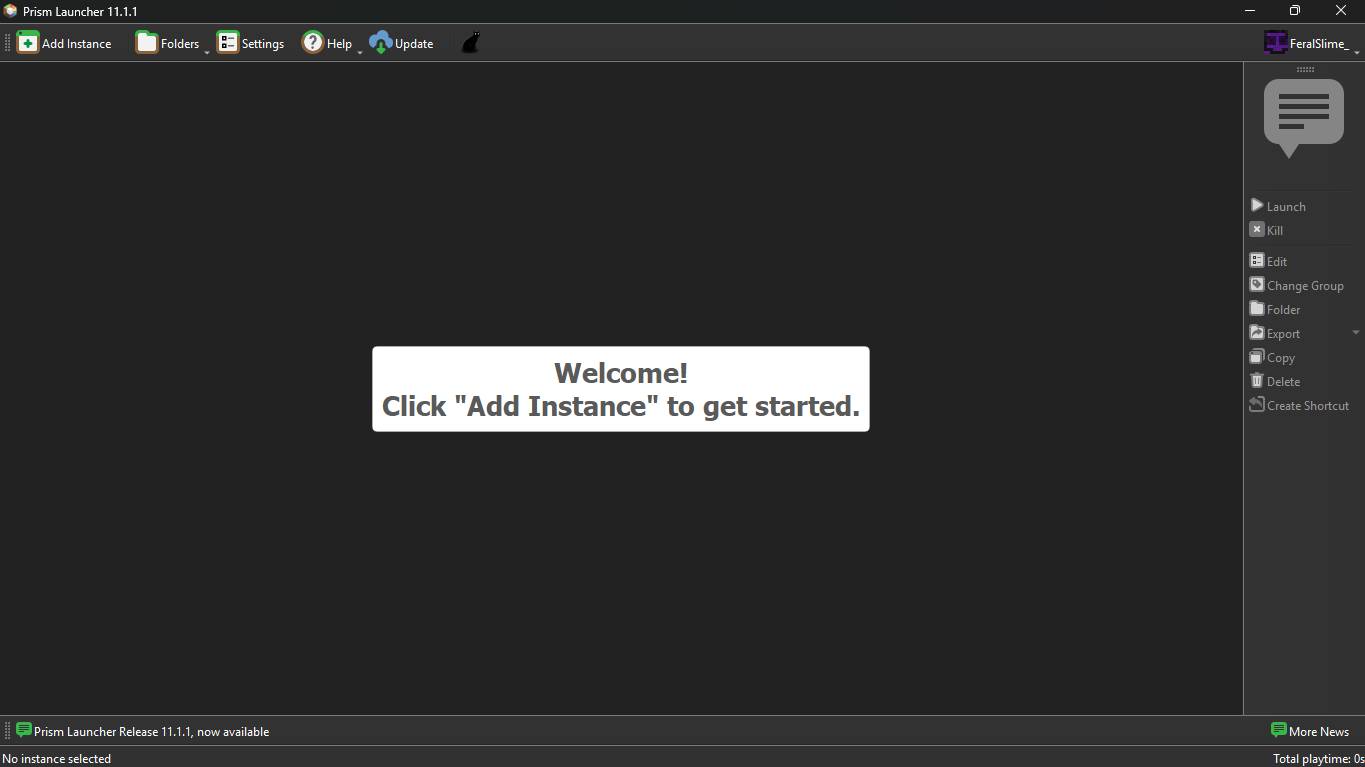 Prism Launcher 11.1.1
Add Instance
Folders
Settings
Help
Update
FeralSlime_
Launch
Kill
Edit
Change Group
Folder
Export
Copy
Delete
Create Shortcut
Welcome!
Click "Add Instance" to get started.
Prism Launcher Release 11.1.1, now available
More News
No instance selected
Total playtime: 0s